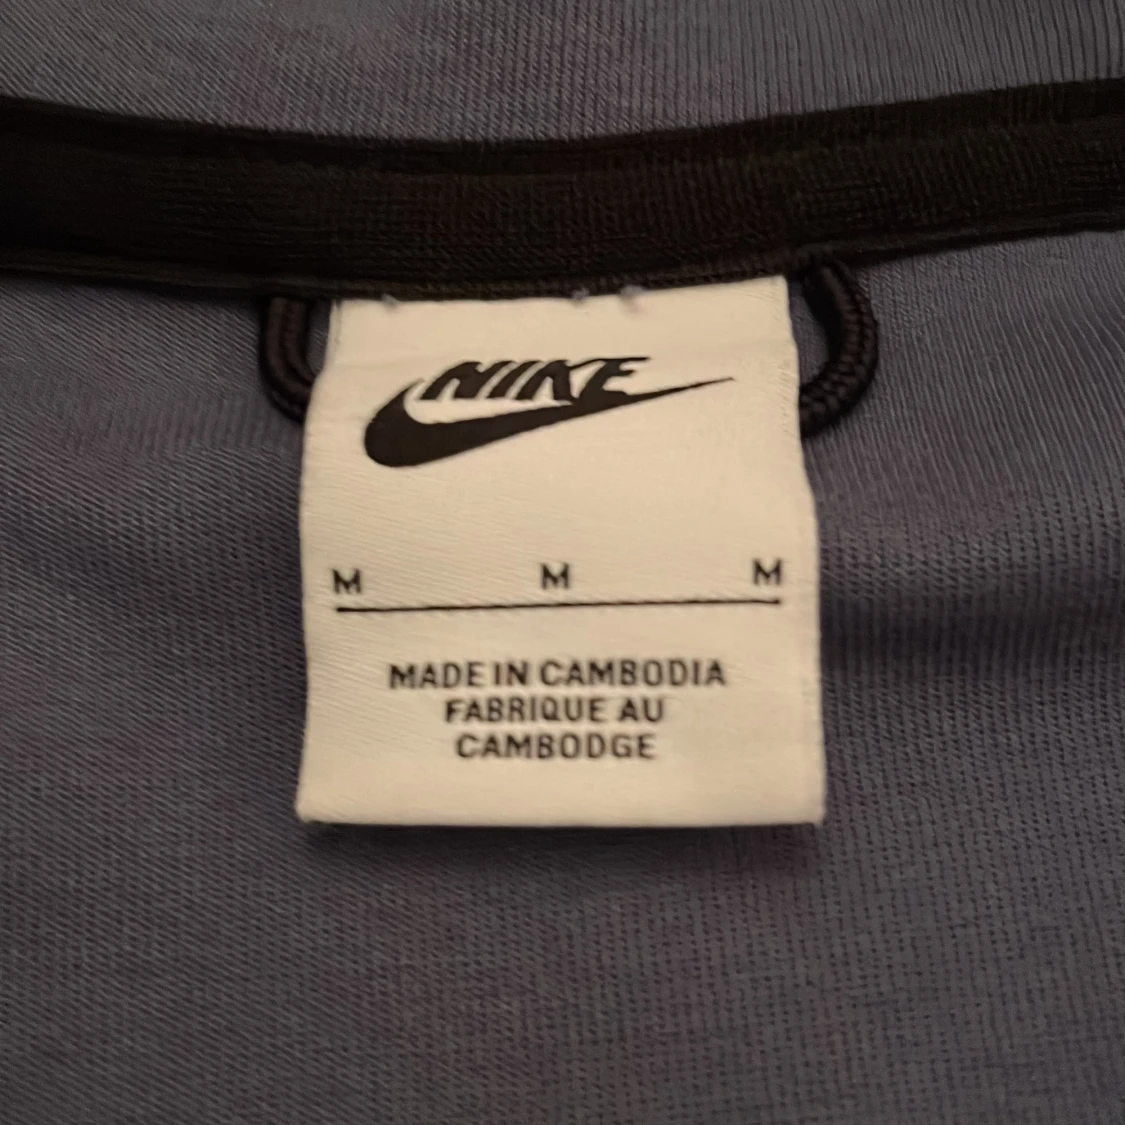 NIKE
M M M
MADE IN CAMBODIA
FABRIQUE AU
CAMBODGE